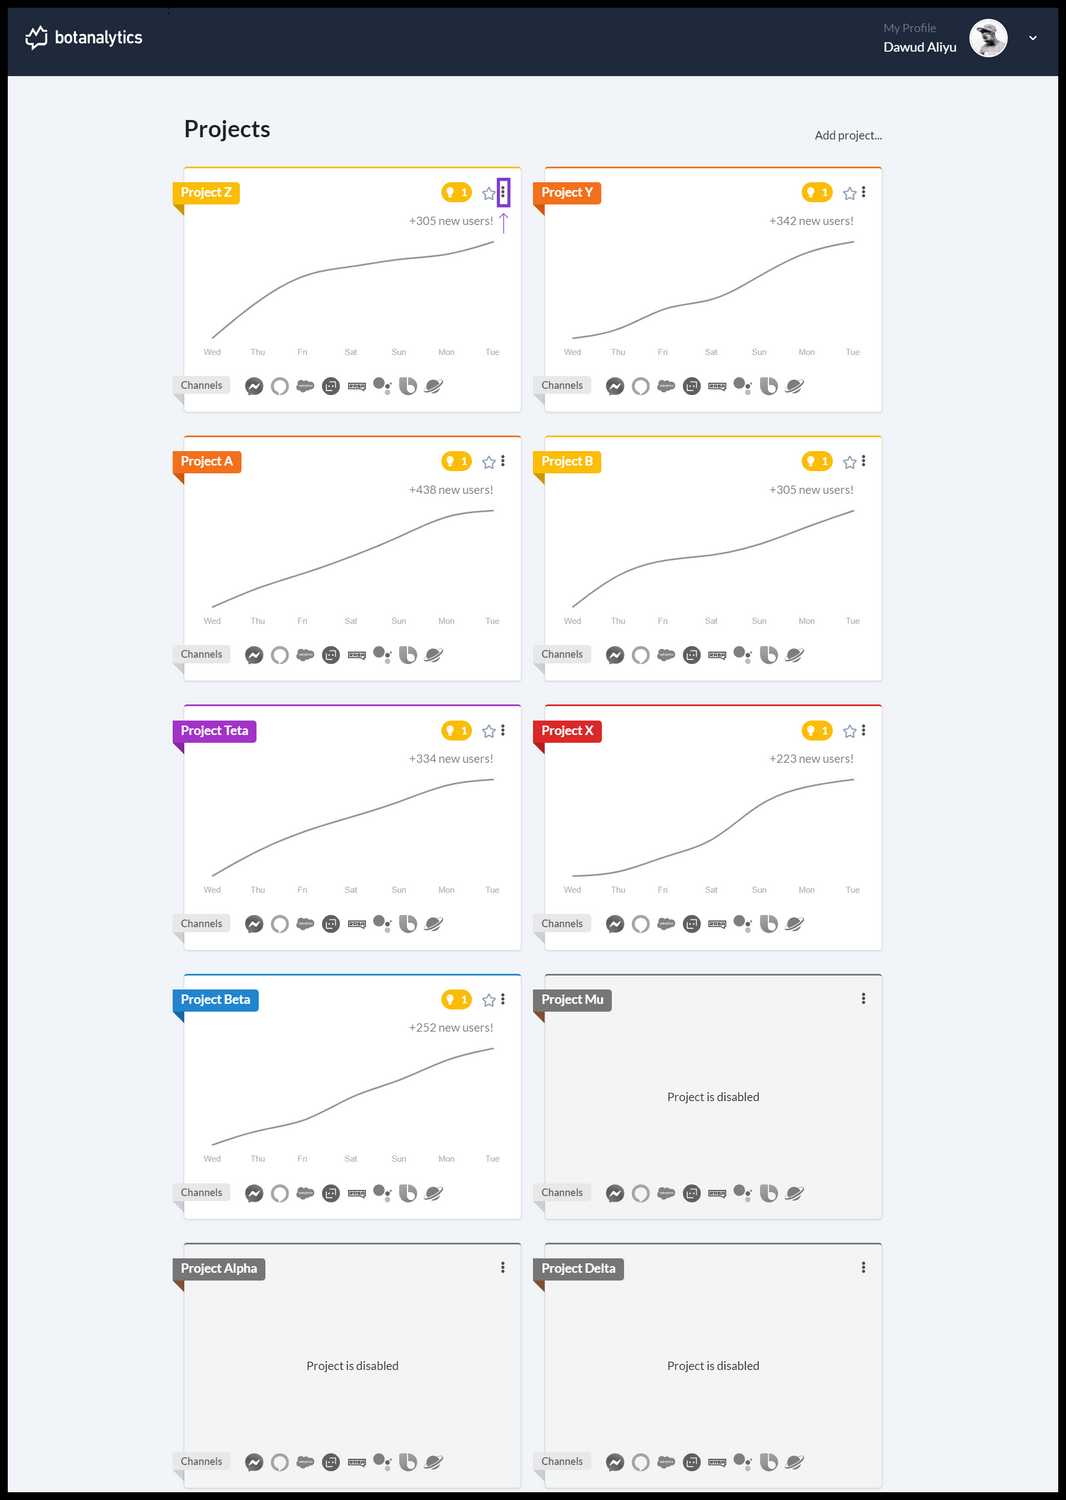 botanalytics
My Profile
Dawud Aliyu
Projects
Add project...
Project Z
1
+305 new users!
Wed Thu Fri Sat Sun Mon Tue
Channels
Project Y
1
+342 new users!
Wed Thu Fri Sat Sun Mon Tue
Channels
Project A
1
+438 new users!
Wed Thu Fri Sat Sun Mon Tue
Channels
Project B
1
+305 new users!
Wed Thu Fri Sat Sun Mon Tue
Channels
Project Teta
1
+334 new users!
Wed Thu Fri Sat Sun Mon Tue
Channels
Project X
1
+223 new users!
Wed Thu Fri Sat Sun Mon Tue
Channels
Project Beta
1
+252 new users!
Wed Thu Fri Sat Sun Mon Tue
Channels
Project Mu
Project is disabled
Channels
Project Alpha
Project is disabled
Channels
Project Delta
Project is disabled
Channels